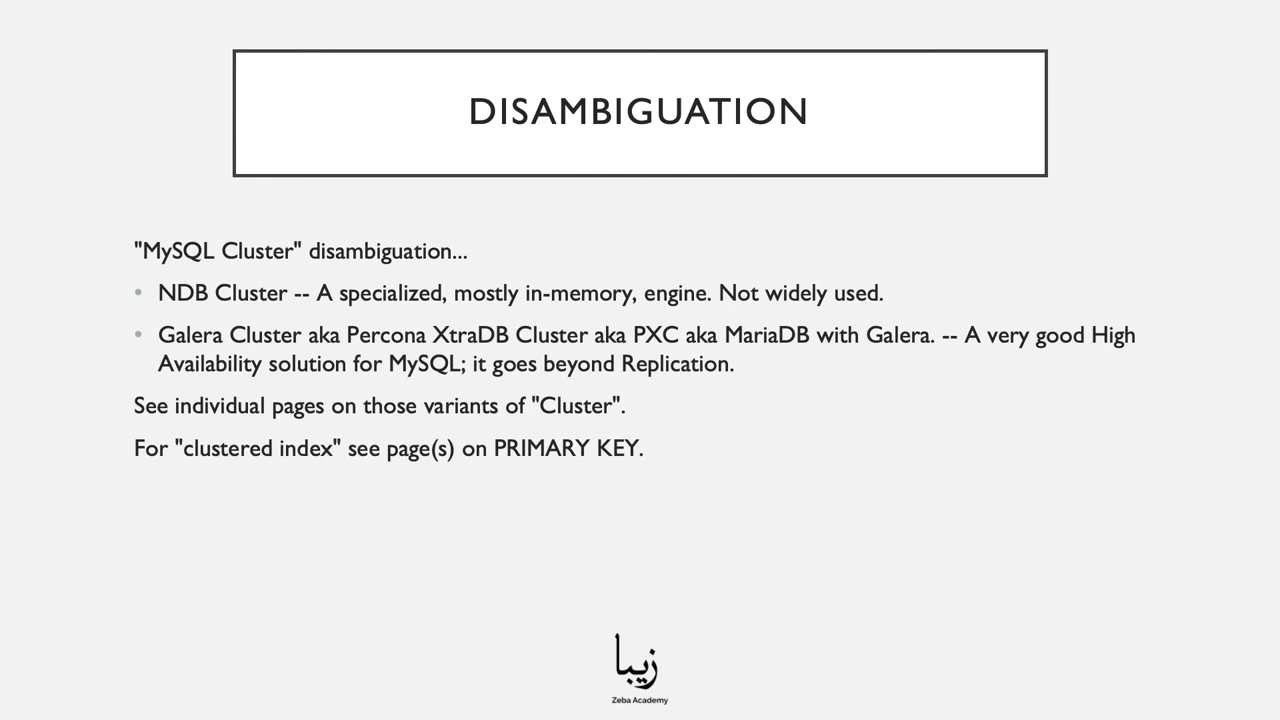 DISAMBIGUATION
"MySQL Cluster" disambiguation...
• NDB Cluster -- A specialized, mostly in-memory, engine. Not widely used.
• Galera Cluster aka Percona XtraDB Cluster aka PXC aka MariaDB with Galera. -- A very good High
Availability solution for MySQL; it goes beyond Replication.
See individual pages on those variants of "Cluster".
For "clustered index" see page(s) on PRIMARY KEY.
زیبا
Zeba Academy